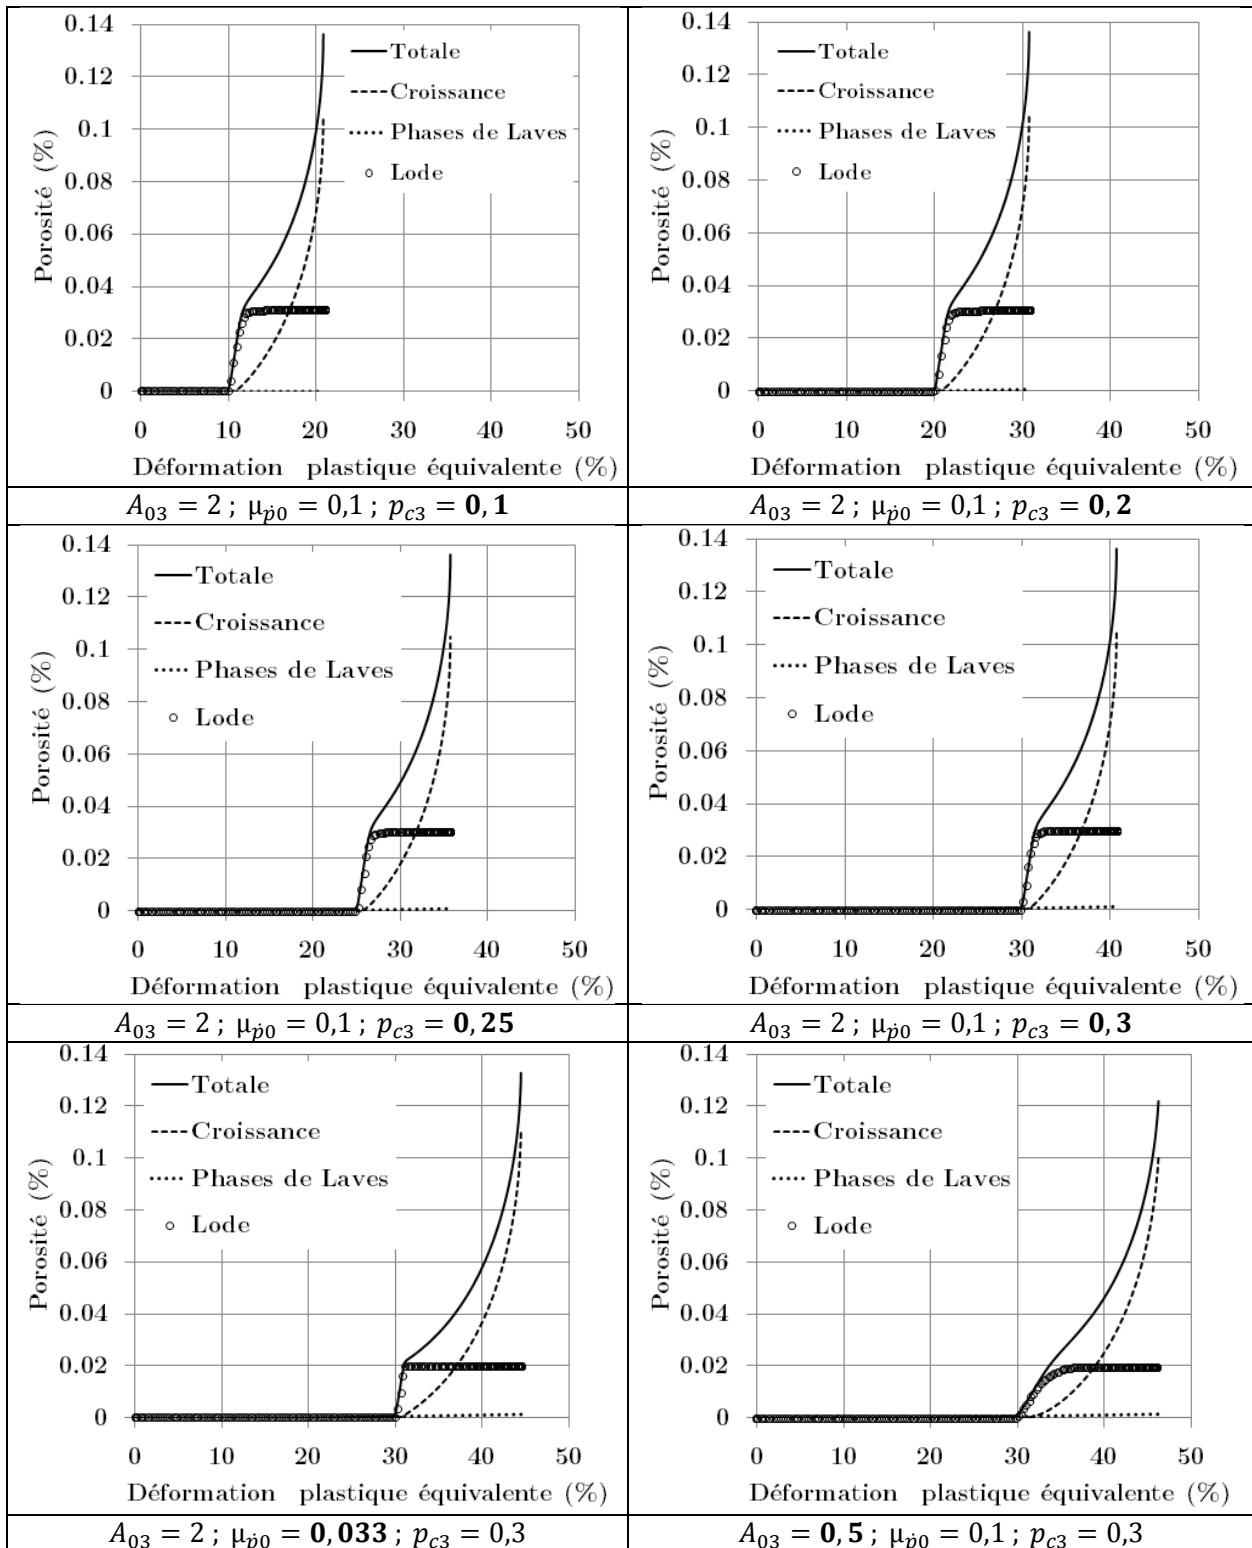 0.14
0.12
0.1
0.08
0.06
0.04
0.02
0
Porosité (%)
Totale
Croissance
Phases de Laves
Lode
0 10 20 30 40 50
Déformation plastique équivalente (%)
A₀₃ = 2 ; μṗ₀ = 0,1 ; p_c3 = 0,1
0.14
0.12
0.1
0.08
0.06
0.04
0.02
0
Porosité (%)
Totale
Croissance
Phases de Laves
Lode
0 10 20 30 40 50
Déformation plastique équivalente (%)
A₀₃ = 2 ; μṗ₀ = 0,1 ; p_c3 = 0,2
0.14
0.12
0.1
0.08
0.06
0.04
0.02
0
Porosité (%)
Totale
Croissance
Phases de Laves
Lode
0 10 20 30 40 50
Déformation plastique équivalente (%)
A₀₃ = 2 ; μṗ₀ = 0,1 ; p_c3 = 0,25
0.14
0.12
0.1
0.08
0.06
0.04
0.02
0
Porosité (%)
Totale
Croissance
Phases de Laves
Lode
0 10 20 30 40 50
Déformation plastique équivalente (%)
A₀₃ = 2 ; μṗ₀ = 0,1 ; p_c3 = 0,3
0.14
0.12
0.1
0.08
0.06
0.04
0.02
0
Porosité (%)
Totale
Croissance
Phases de Laves
Lode
0 10 20 30 40 50
Déformation plastique équivalente (%)
A₀₃ = 2 ; μṗ₀ = 0,033 ; p_c3 = 0,3
0.14
0.12
0.1
0.08
0.06
0.04
0.02
0
Porosité (%)
Totale
Croissance
Phases de Laves
Lode
0 10 20 30 40 50
Déformation plastique équivalente (%)
A₀₃ = 0,5 ; μṗ₀ = 0,1 ; p_c3 = 0,3